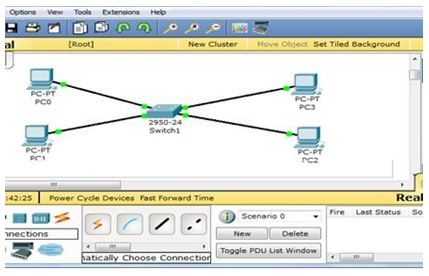 Options View Tools Extensions Help
al [Root] New Cluster Move Object Set Tiled Background
PC-PT
PC0
PC-PT
PC3
2950-24
Switch1
PC-PT
PC1
PC-PT
PC2
:42:25 Power Cycle Devices Fast Forward Time Rea
nnections
Scenario 0
Fire Last Status So
New Delete
Toggle PDU List Window
matically Choose Connection